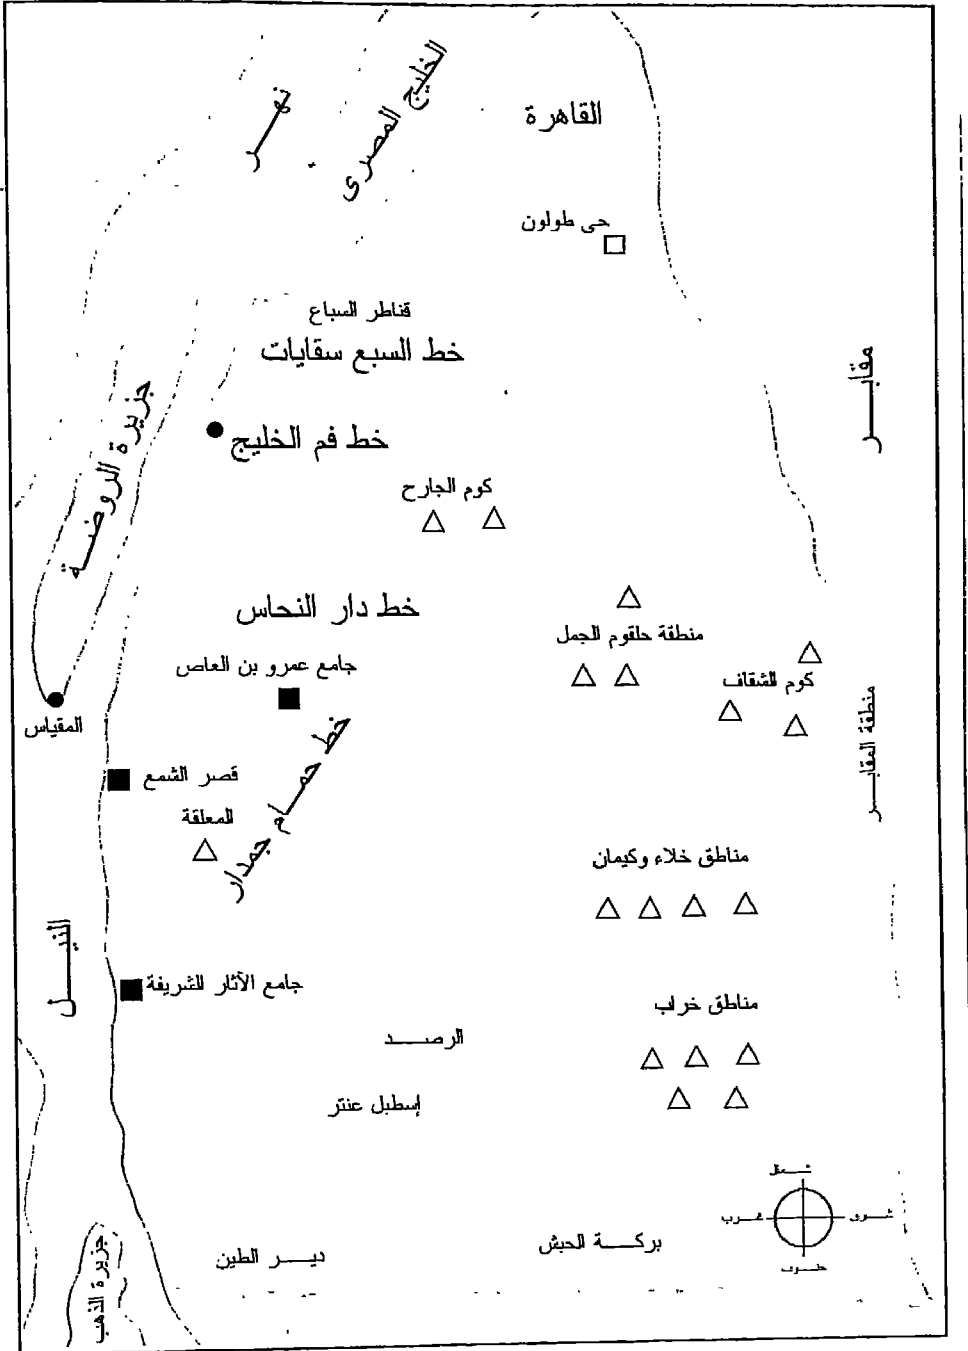 الخليج المصرى
نهر
القاهرة
حى طولون
قناطر السباع
خط السبع سقايات
مقابر
جزيرة الروضة
خط فم الخليج
كوم الجارح
خط دار النحاس
منطقة حلقوم الجمل
جامع عمرو بن العاص
كوم الشقاف
المقياس
خط حمام جمدار
منطقة المقابر
قصر الشمع
المعلقة
مناطق خلاء وكيمان
النيل
جامع الآثار الشريفة
مناطق خراب
الرصد
إسطبل عنتر
شمال
شرق
غرب
جنوب
بركة الحبش
دير الطين
جزيرة الذهب